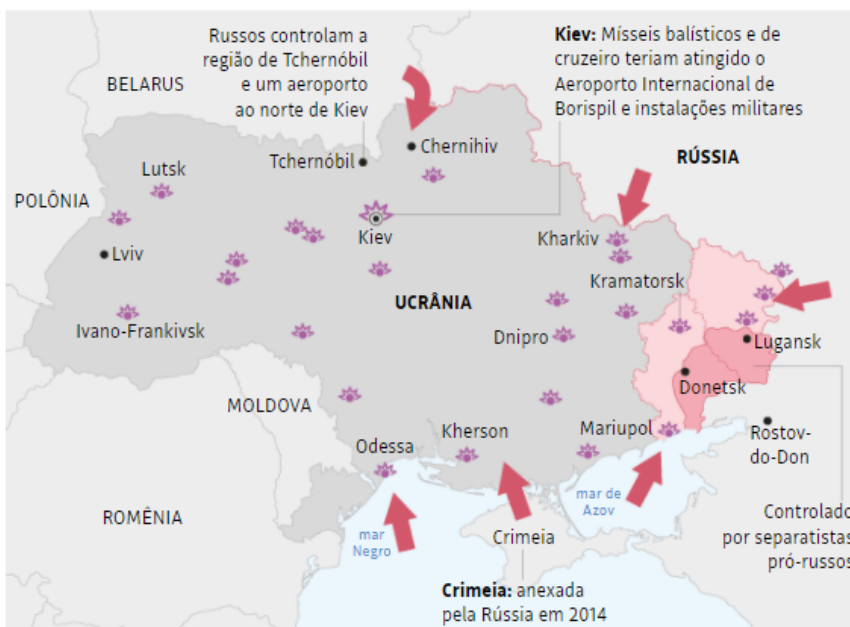 Russos controlam a
região de Tchernóbil
e um aeroporto
ao norte de Kiev
Kiev: Mísseis balísticos e de
cruzeiro teriam atingido o
Aeroporto Internacional de
Borispil e instalações militares
BELARUS
Chernihiv
Tchernóbil
RÚSSIA
Lutsk
POLÔNIA
Kiev
Kharkiv
Lviv
Kramatorsk
UCRÂNIA
Ivano-Frankivsk
Dnipro
Lugansk
Donetsk
MOLDOVA
Kherson
Mariupol
Rostov-
do-Don
Odessa
mar de
Azov
ROMÊNIA
mar
Negro
Crimeia
Controlado
por separatistas
pró-russos
Crimeia: anexada
pela Rússia em 2014